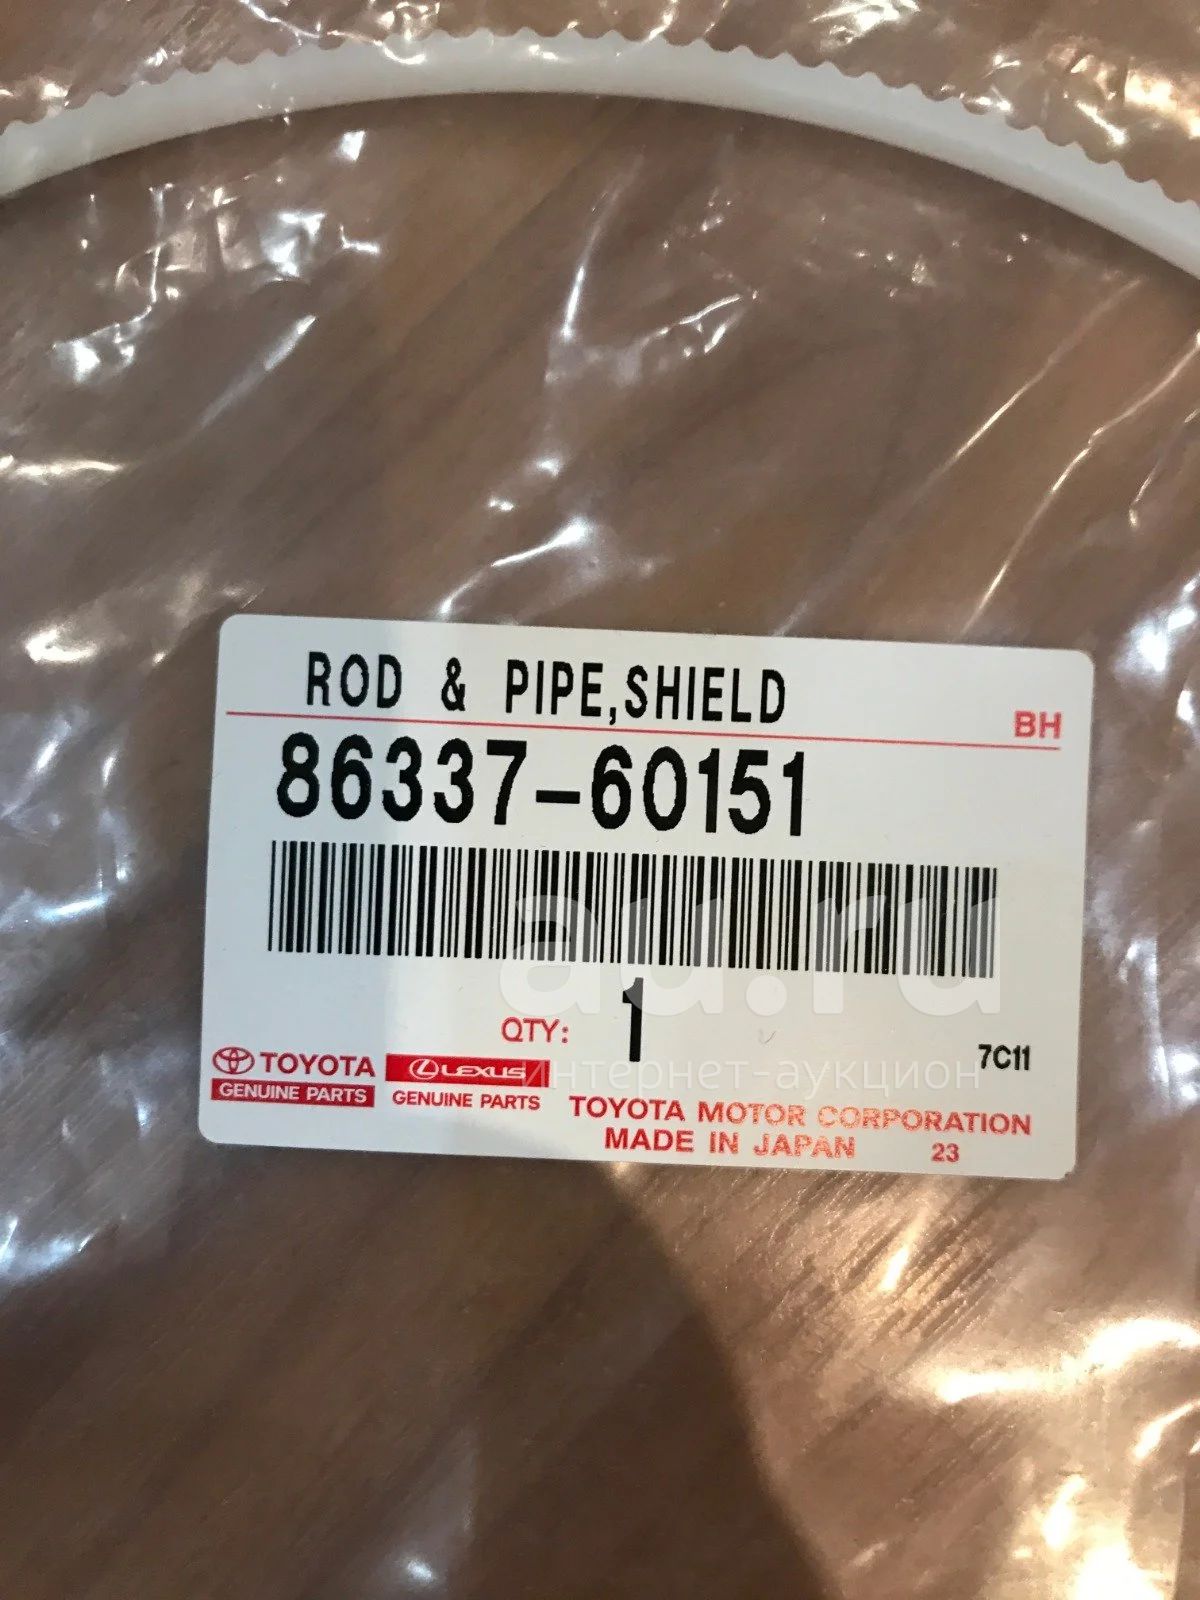 ROD & PIPE,SHIELD
BH
86337-60151
au.ru
QTY: 1
7C11
интернет-аукцион
TOYOTA LEXUS
GENUINE PARTS GENUINE PARTS
TOYOTA MOTOR CORPORATION
MADE IN JAPAN 23